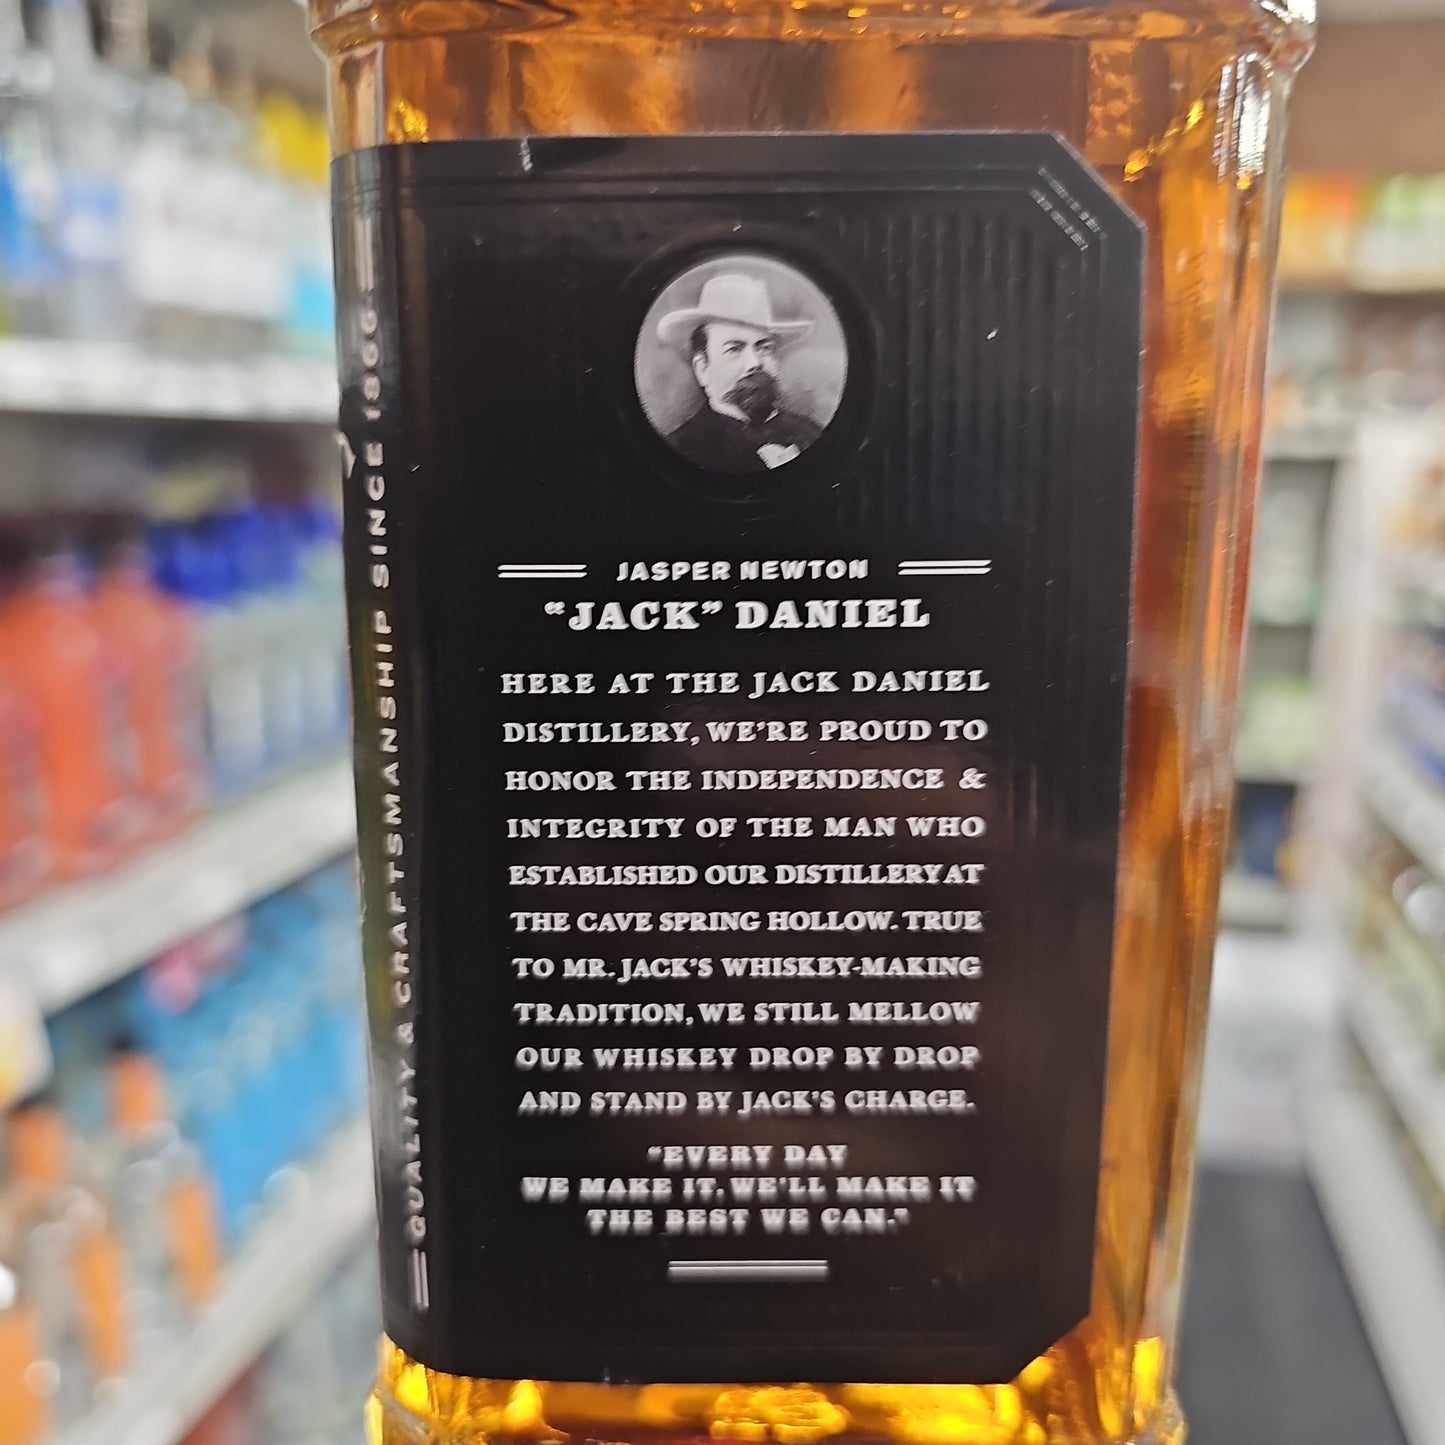 JASPER NEWTON
“JACK” DANIEL
HERE AT THE JACK DANIEL
DISTILLERY, WE'RE PROUD TO
HONOR THE INDEPENDENCE &
INTEGRITY OF THE MAN WHO
ESTABLISHED OUR DISTILLERY AT
THE CAVE SPRING HOLLOW. TRUE
TO MR. JACK'S WHISKEY-MAKING
TRADITION, WE STILL MELLOW
OUR WHISKEY DROP BY DROP
AND STAND BY JACK'S CHARGE.
“EVERY DAY
WE MAKE IT. WE'LL MAKE IT
THE BEST WE CAN.”
QUALITY & CRAFTSMANSHIP SINCE 1866